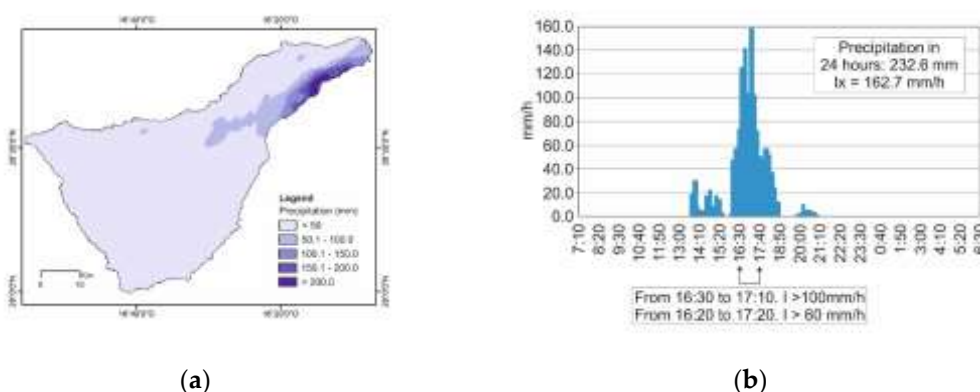 Legend
Precipitation (mm)
< 50
50.1 - 100.0
100.1 - 150.0
150.1 - 200.0
> 200.0
0
10
(a)
160.0
140.0
120.0
100.0
80.0
60.0
40.0
20.0
0.0
mm/h
Precipitation in
24 hours: 232.6 mm
Ix = 162.7 mm/h
7:10
8:20
9:30
10:40
11:50
13:00
14:10
15:20
16:30
17:40
18:50
20:00
21:10
22:20
23:30
0:40
1:50
3:00
4:10
5:20
6:30
From 16:30 to 17:10. I >100mm/h
From 16:20 to 17:20. I > 60 mm/h
(b)